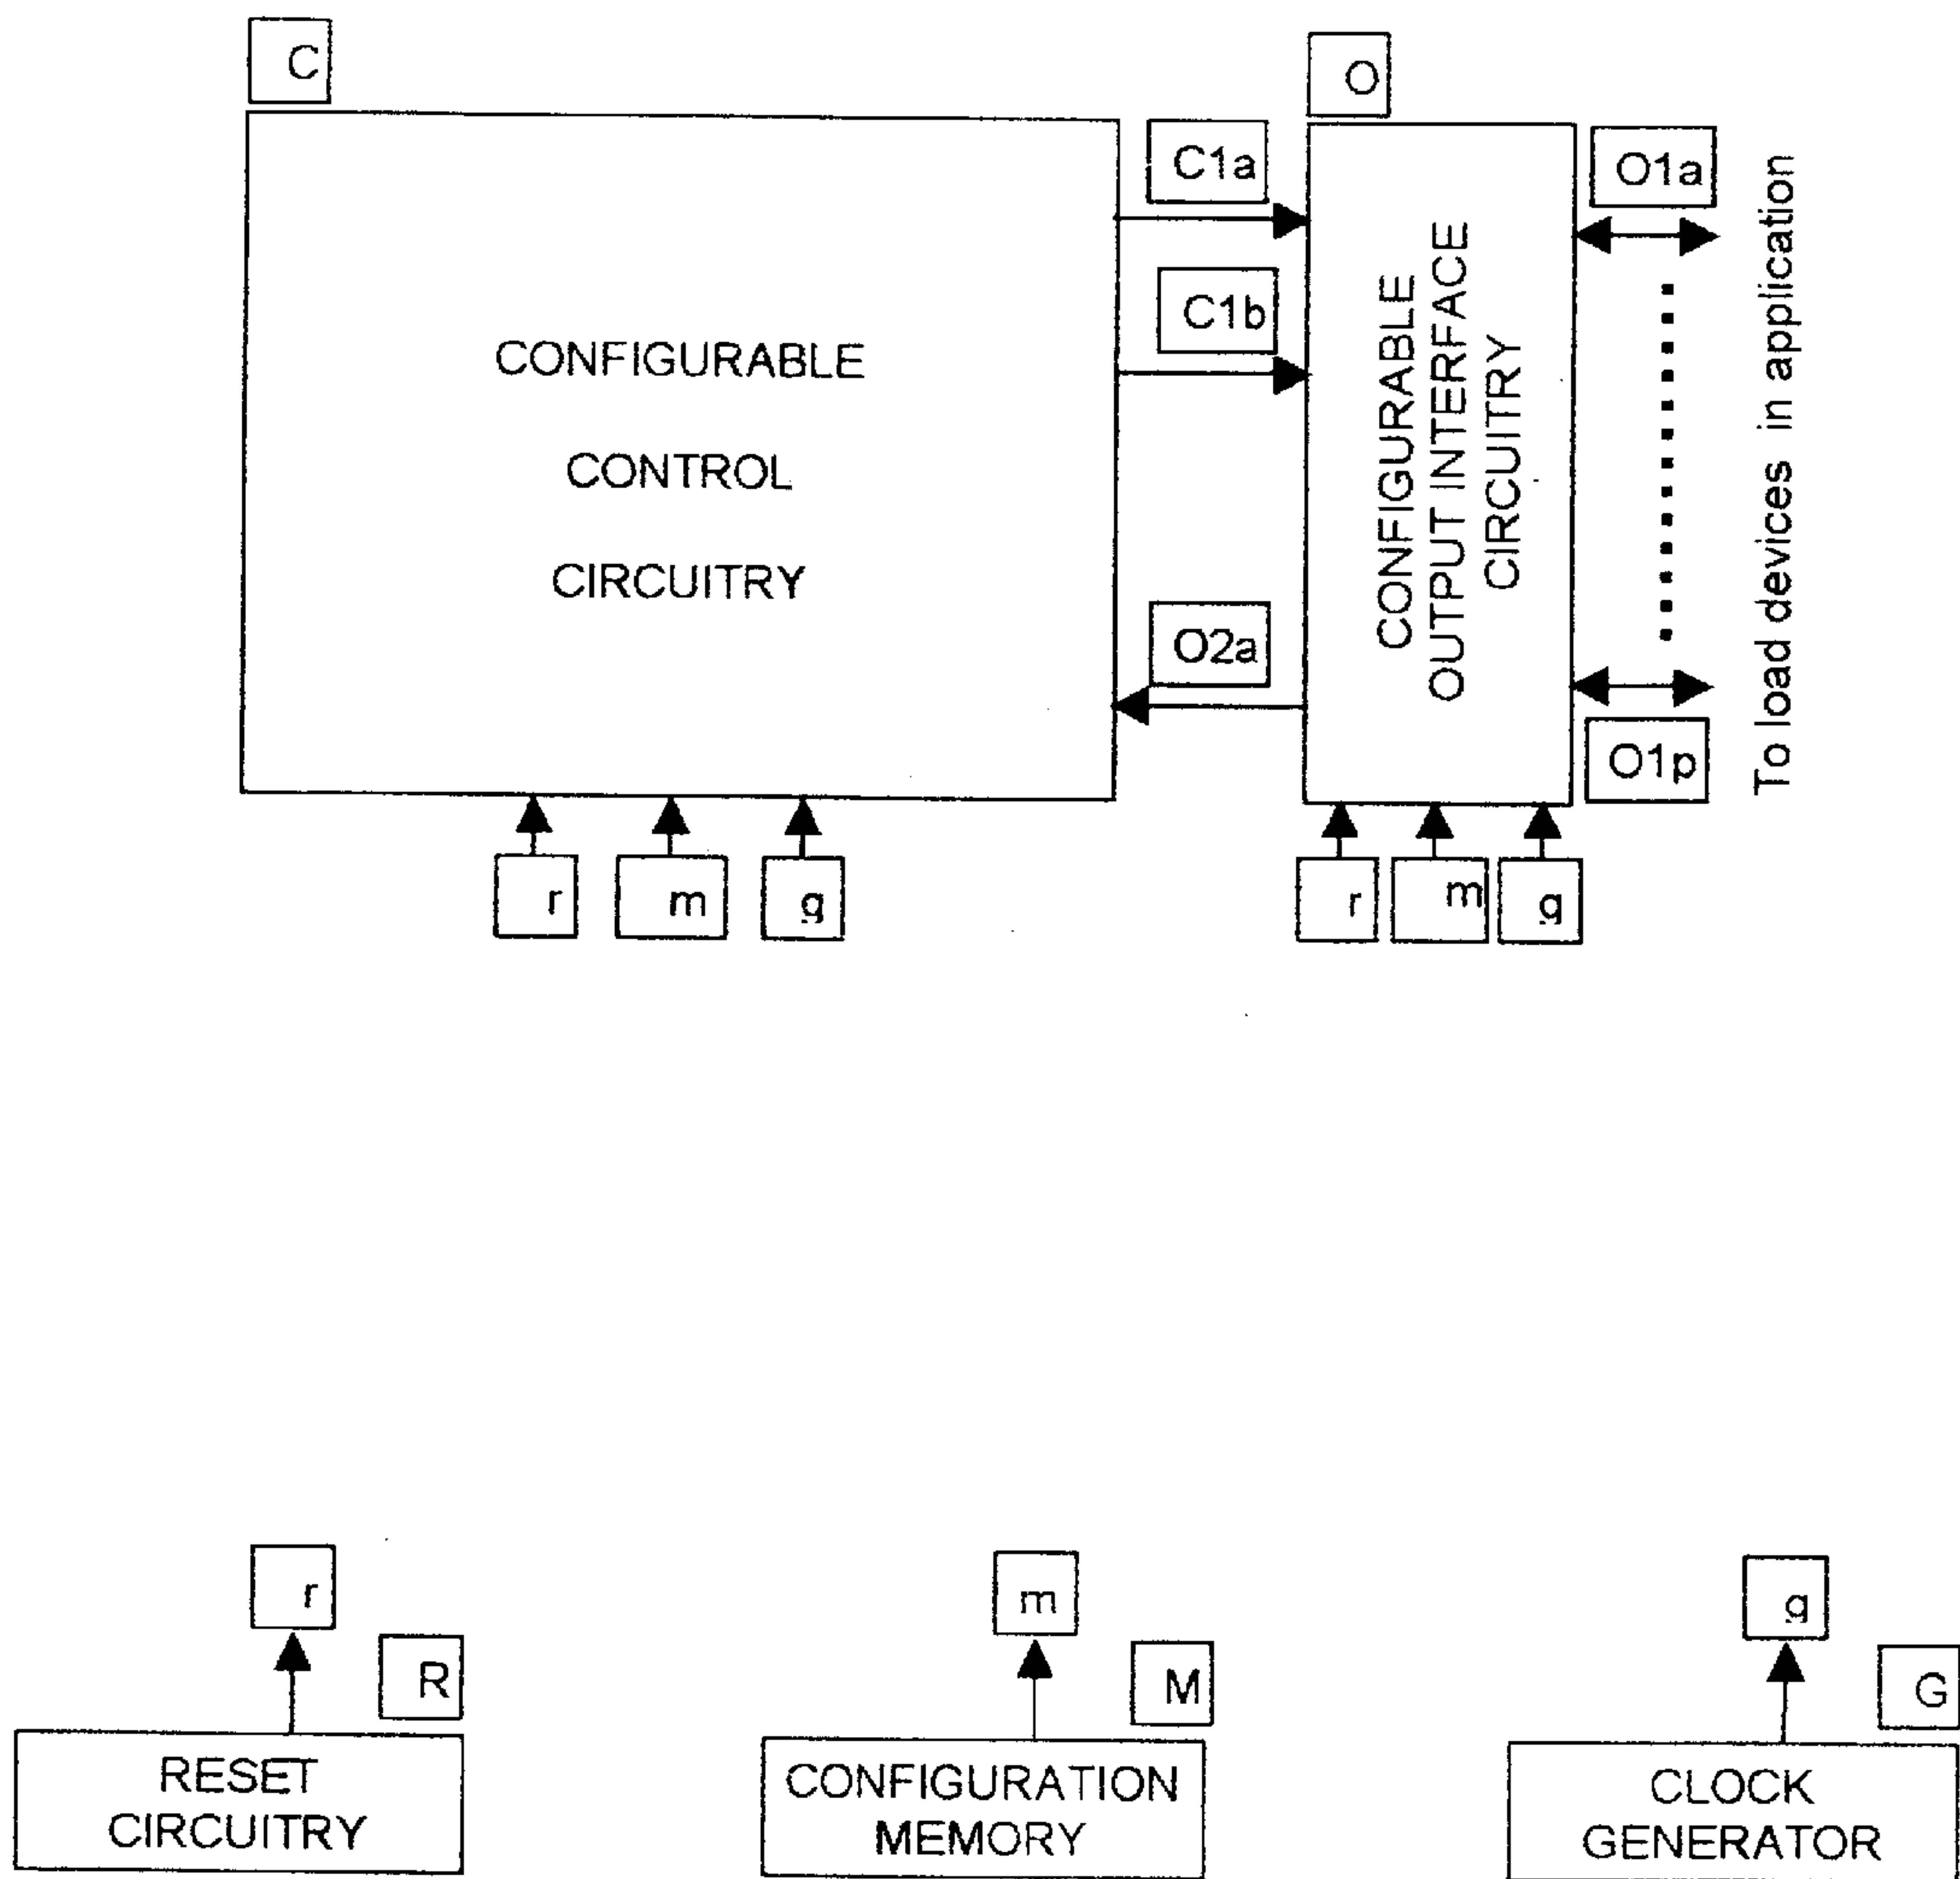 C
O
C1a
O1a
C1b
CONFIGURABLE
CONTROL
CIRCUITRY
CONFIGURABLE
OUTPUT INTERFACE
CIRCUITRY
To load devices in application
O2a
O1p
r
m
g
r
m
g
r
m
g
R
M
G
RESET
CIRCUITRY
CONFIGURATION
MEMORY
CLOCK
GENERATOR